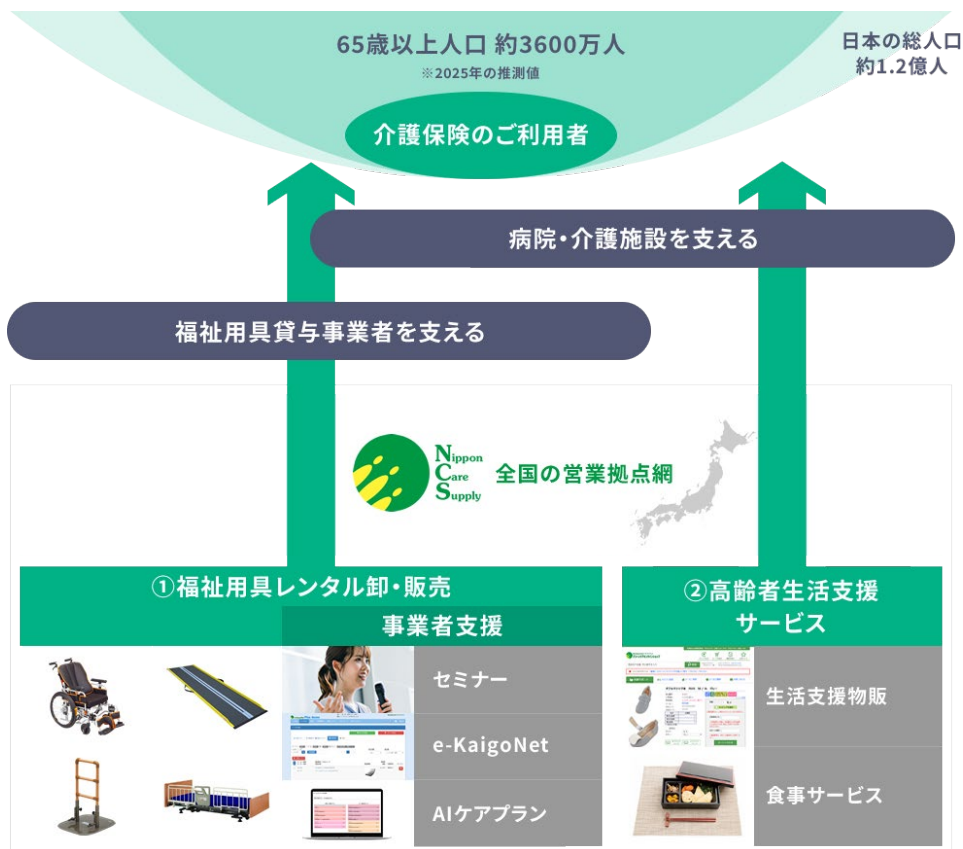 65歳以上人口 約3600万人
※2025年の推測値
日本の総人口
約1.2億人
介護保険のご利用者
病院・介護施設を支える
福祉用具貸与事業者を支える
Nippon
Care
Supply
全国の営業拠点網
①福祉用具レンタル卸・販売
事業者支援
セミナー
e-KaigoNet
AIケアプラン
②高齢者生活支援
サービス
生活支援物販
食事サービス